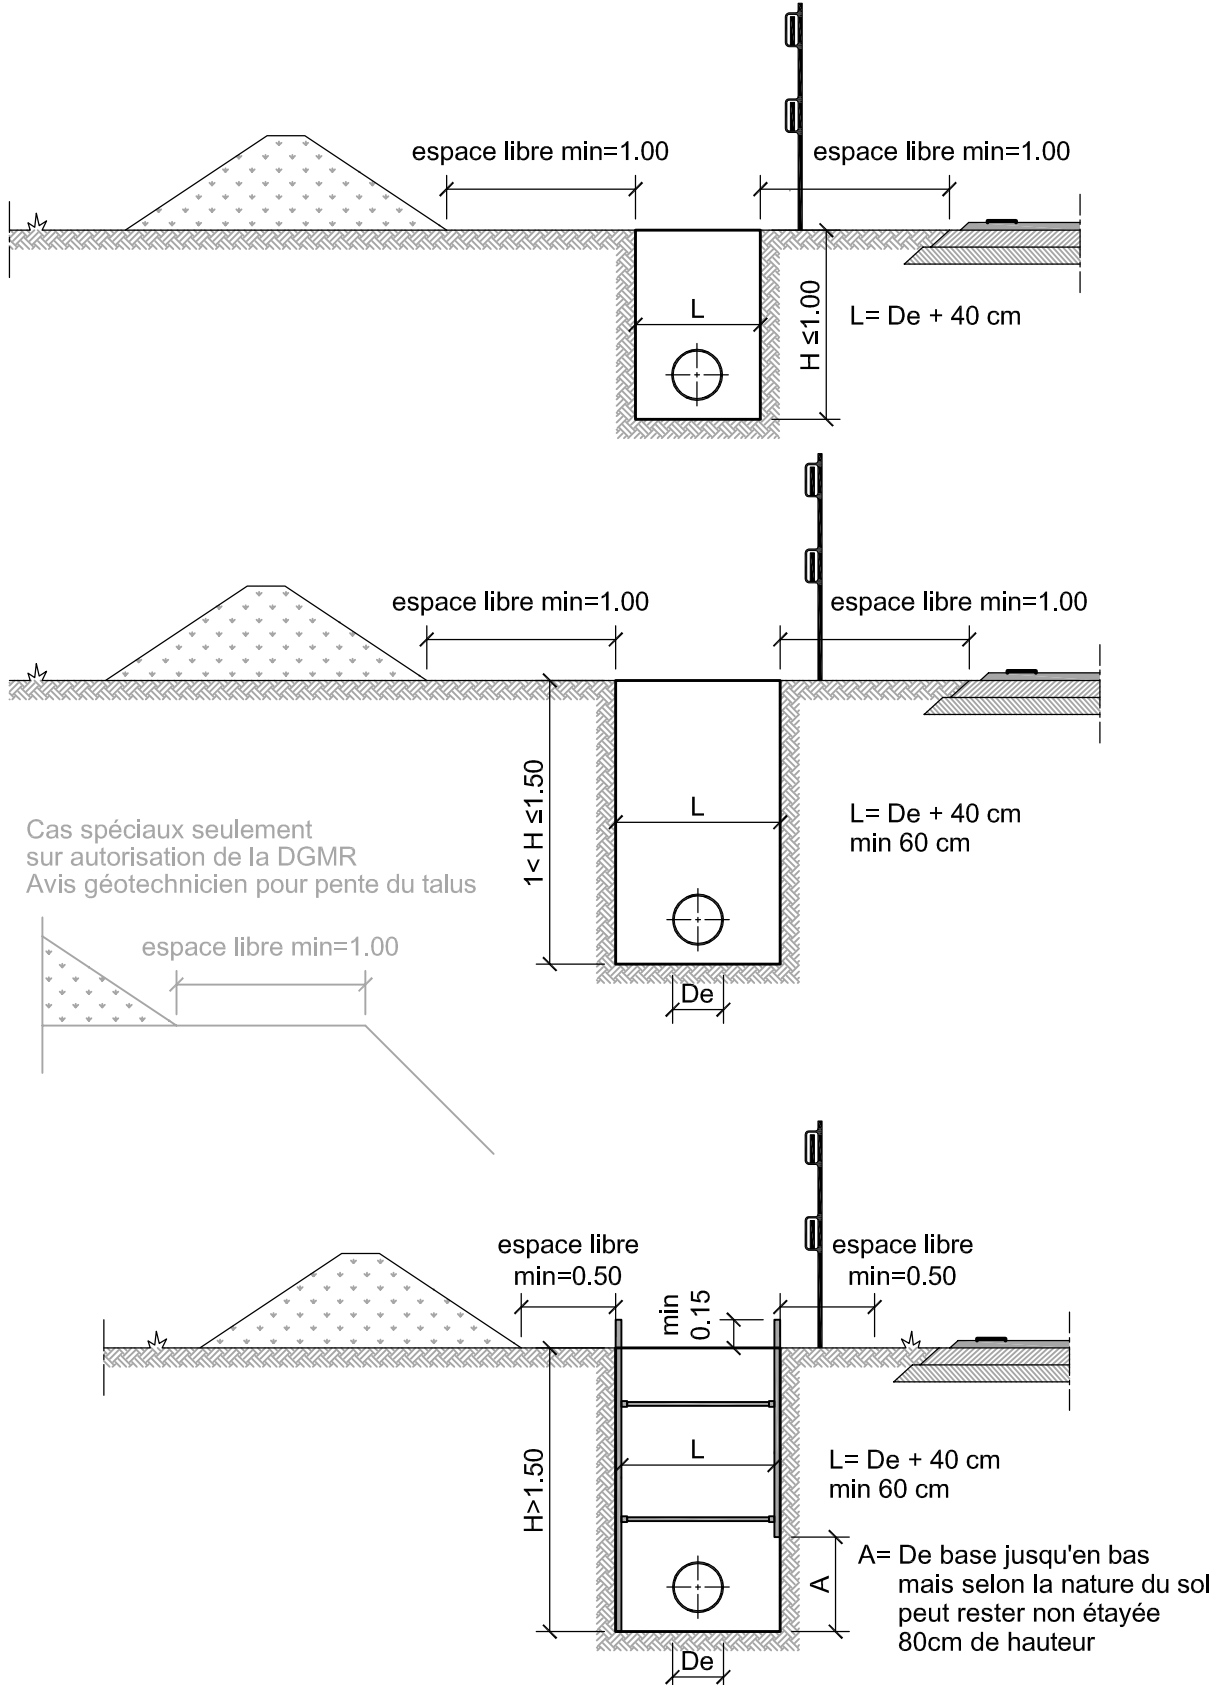 espace libre min=1.00
espace libre min=1.00
L
H ≤1.00
L= De + 40 cm
espace libre min=1.00
espace libre min=1.00
1< H ≤1.50
L
L= De + 40 cm
min 60 cm
Cas spéciaux seulement
sur autorisation de la DGMR
Avis géotechnicien pour pente du talus
espace libre min=1.00
De
espace libre
min=0.50
min
0.15
espace libre
min=0.50
H>1.50
L
L= De + 40 cm
min 60 cm
A
A= De base jusqu'en bas
mais selon la nature du sol
peut rester non étayée
80cm de hauteur
De